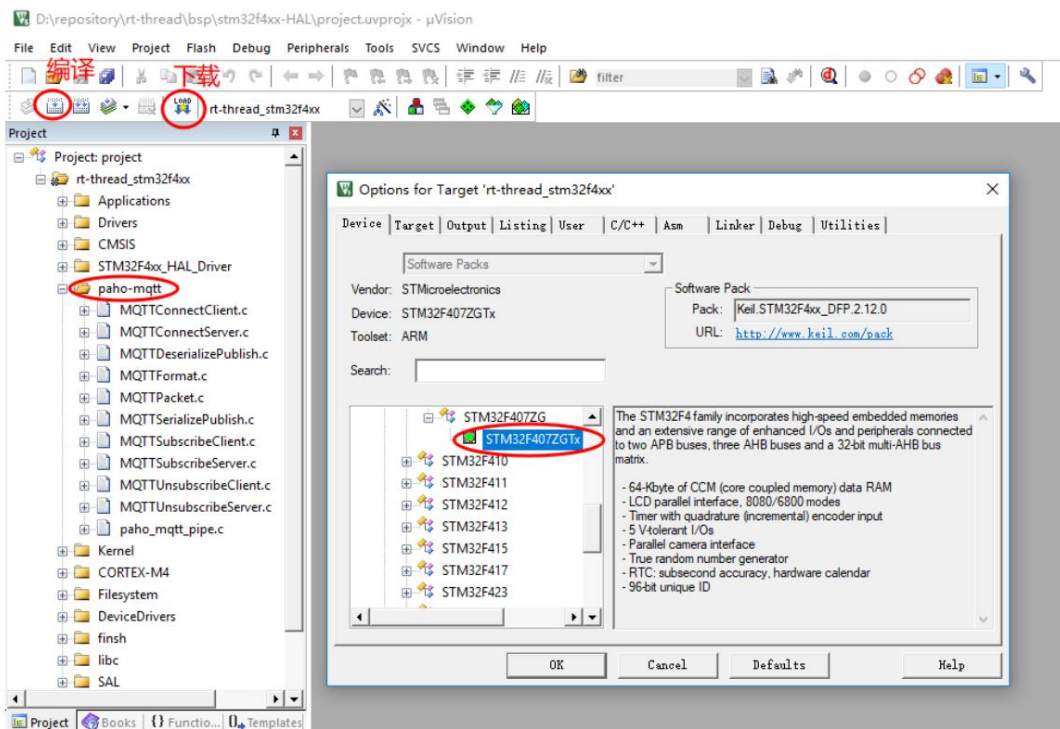 D:\repository\rt-thread\bsp\stm32f4xx-HAL\project.uvprojx - µVision
File Edit View Project Flash Debug Peripherals Tools SVCS Window Help
编译
下载
filter
LOAD
rt-thread_stm32f4xx
Project
Project: project
rt-thread_stm32f4xx
Applications
Drivers
CMSIS
STM32F4xx_HAL_Driver
paho-mqtt
MQTTConnectClient.c
MQTTConnectServer.c
MQTTDeserializePublish.c
MQTTFormat.c
MQTTPacket.c
MQTTSerializePublish.c
MQTTSubscribeClient.c
MQTTSubscribeServer.c
MQTTUnsubscribeClient.c
MQTTUnsubscribeServer.c
paho_mqtt_pipe.c
Kernel
CORTEX-M4
Filesystem
DeviceDrivers
finsh
libc
SAL
Project Books {} Functio... 0 Templates
Options for Target 'rt-thread_stm32f4xx'
Device Target Output Listing User C/C++ Asm Linker Debug Utilities
Software Packs
Vendor: STMicroelectronics
Device: STM32F407ZGTx
Toolset: ARM
Search:
Software Pack
Pack: Keil.STM32F4xx_DFP.2.12.0
URL: http://www.keil.com/pack
STM32F407ZG
STM32F407ZGTx
STM32F410
STM32F411
STM32F412
STM32F413
STM32F415
STM32F417
STM32F423
The STM32F4 family incorporates high-speed embedded memories
and an extensive range of enhanced I/Os and peripherals connected
to two APB buses, three AHB buses and a 32-bit multi-AHB bus
matrix.
- 64-Kbyte of CCM (core coupled memory) data RAM
- LCD parallel interface, 8080/6800 modes
- Timer with quadrature (incremental) encoder input
- 5 V-tolerant I/Os
- Parallel camera interface
- True random number generator
- RTC: subsecond accuracy, hardware calendar
- 96-bit unique ID
OK Cancel Defaults Help